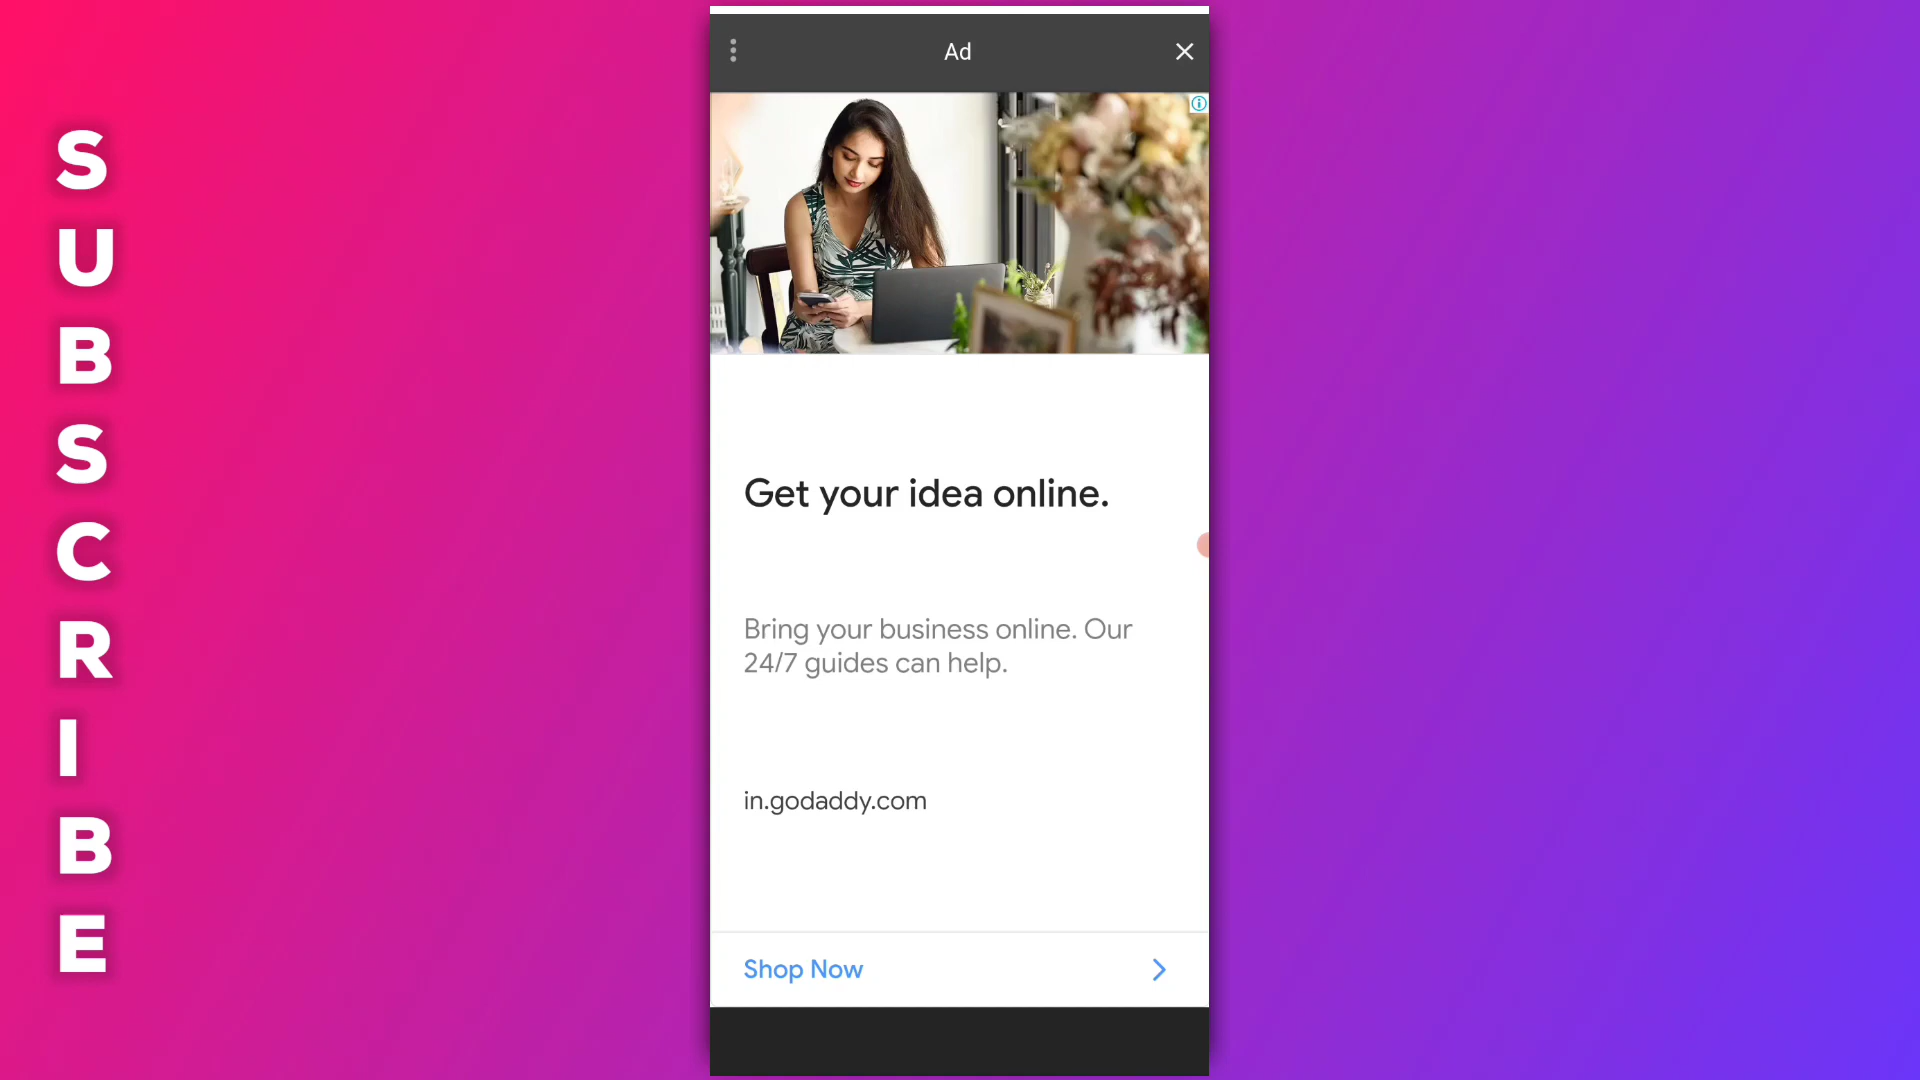 SUBSCRIBE
Ad
Get your idea online.
Bring your business online. Our
24/7 guides can help.
in.godaddy.com
Shop Now